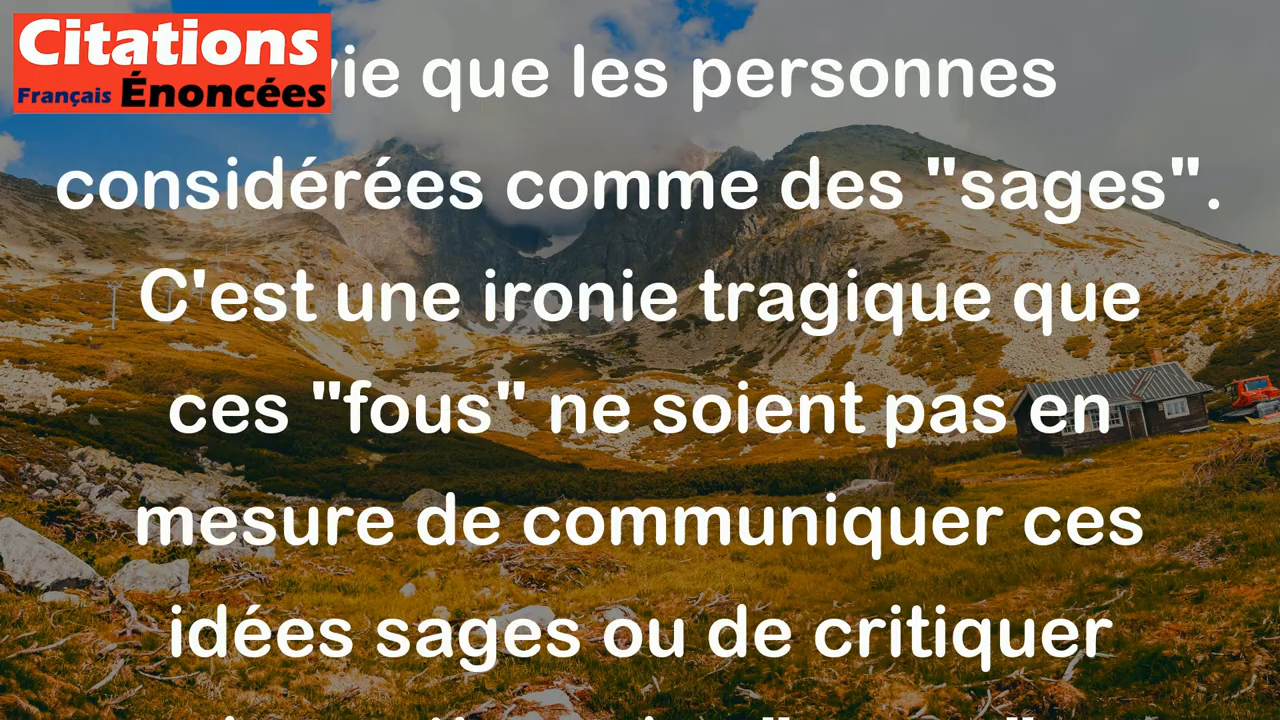 Citations
Français Énoncées
vie que les personnes
considérées comme des "sages".
C'est une ironie tragique que
ces "fous" ne soient pas en
mesure de communiquer ces
idées sages ou de critiquer